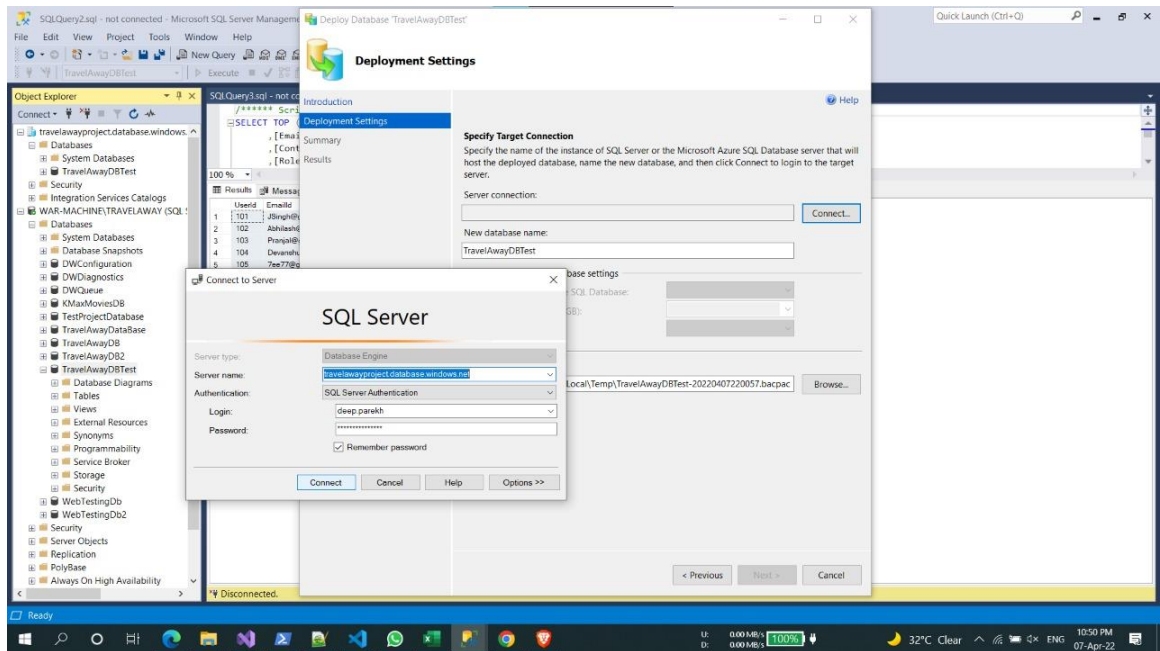 SQLQuery2.sql - not connected - Microsoft SQL Server Manageme
Deploy Database 'TravelAwayDBTest'
Quick Launch (Ctrl+Q)
File Edit View Project Tools Window Help
New Query
TravelAwayDBTest
Execute
Deployment Settings
Object Explorer
Connect
travelawayproject.database.windows.
Databases
System Databases
TravelAwayDBTest
Security
Integration Services Catalogs
WAR-MACHINE\TRAVELAWAY (SQL S
Databases
System Databases
Database Snapshots
DWConfiguration
DWDiagnostics
DWQueue
KMaxMoviesDB
TestProjectDatabase
TravelAwayDataBase
TravelAwayDB
TravelAwayDB2
TravelAwayDBTest
Database Diagrams
Tables
Views
External Resources
Synonyms
Programmability
Service Broker
Storage
Security
WebTestingDb
WebTestingDb2
Security
Server Objects
Replication
PolyBase
Always On High Availability
SQLQuery3.sql - not co
/****** Scri
SELECT TOP (
,[Emai
,[Cont
,[Role
100 %
Results Messag
UserId EmailId
1 101 JSingh@
2 102 Abhilash@
3 103 Pranjal@
4 104 Devanshu
5 105 7ee77@g
Disconnected.
Introduction
Deployment Settings
Summary
Results
Help
Specify Target Connection
Specify the name of the instance of SQL Server or the Microsoft Azure SQL Database server that will
host the deployed database, name the new database, and then click Connect to login to the target
server.
Server connection:
Connect...
New database name:
TravelAwayDBTest
base settings
SQL Database:
GB):
Local\Temp\TravelAwayDBTest-20220407220057.bacpac
Browse...
< Previous Next > Cancel
Connect to Server
SQL Server
Server type: Database Engine
Server name: travelawayproject.database.windows.net
Authentication: SQL Server Authentication
Login: deep.parekh
Password: ***************
Remember password
Connect Cancel Help Options >>
Ready
U: 0.00 MB/s
D: 0.00 MB/s
100%
32°C Clear
ENG
10:50 PM
07-Apr-22